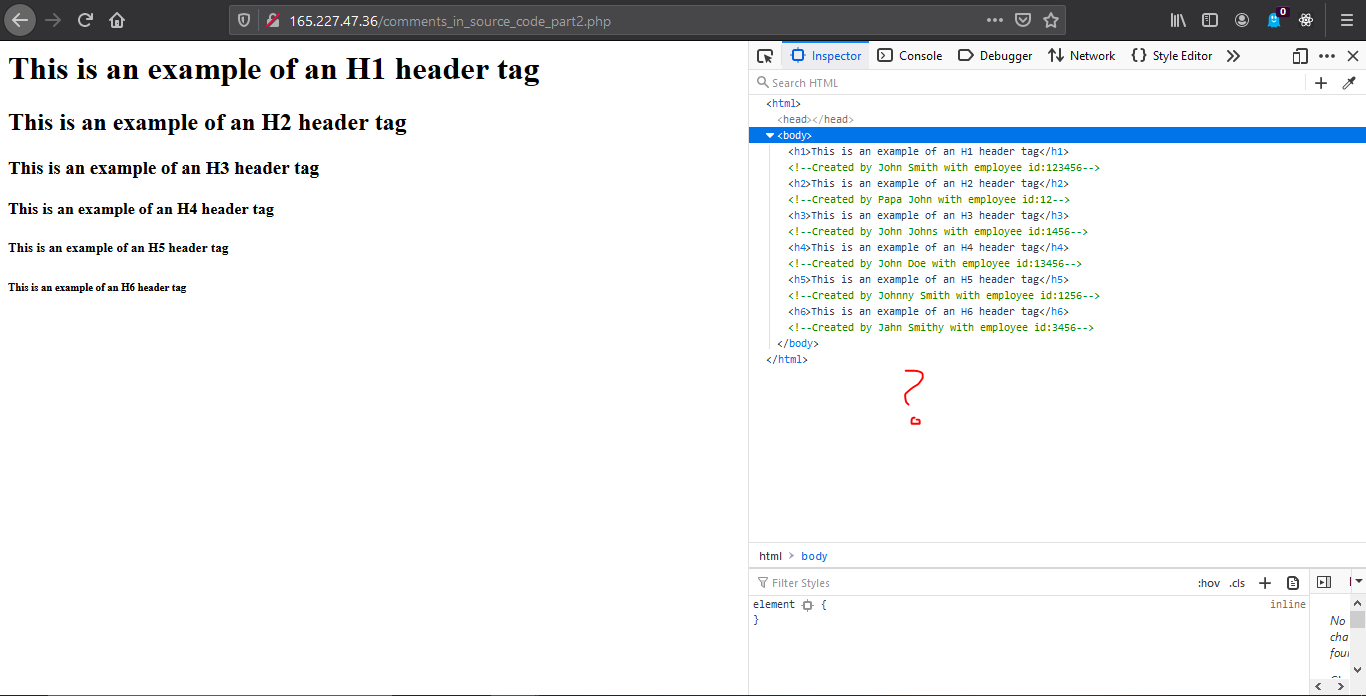 165.227.47.36/comments_in_source_code_part2.php
0
This is an example of an H1 header tag
This is an example of an H2 header tag
This is an example of an H3 header tag
This is an example of an H4 header tag
This is an example of an H5 header tag
This is an example of an H6 header tag
Inspector Console Debugger Network {} Style Editor
Search HTML
<html>
<head></head>
<body>
<h1>This is an example of an H1 header tag</h1>
<!--Created by John Smith with employee id:123456-->
<h2>This is an example of an H2 header tag</h2>
<!--Created by Papa John with employee id:12-->
<h3>This is an example of an H3 header tag</h3>
<!--Created by John Johns with employee id:1456-->
<h4>This is an example of an H4 header tag</h4>
<!--Created by John Doe with employee id:13456-->
<h5>This is an example of an H5 header tag</h5>
<!--Created by Johnny Smith with employee id:1256-->
<h6>This is an example of an H6 header tag</h6>
<!--Created by Jahn Smithy with employee id:3456-->
</body>
</html>
?
html > body
Filter Styles :hov .cls
element { inline
}
No
cha